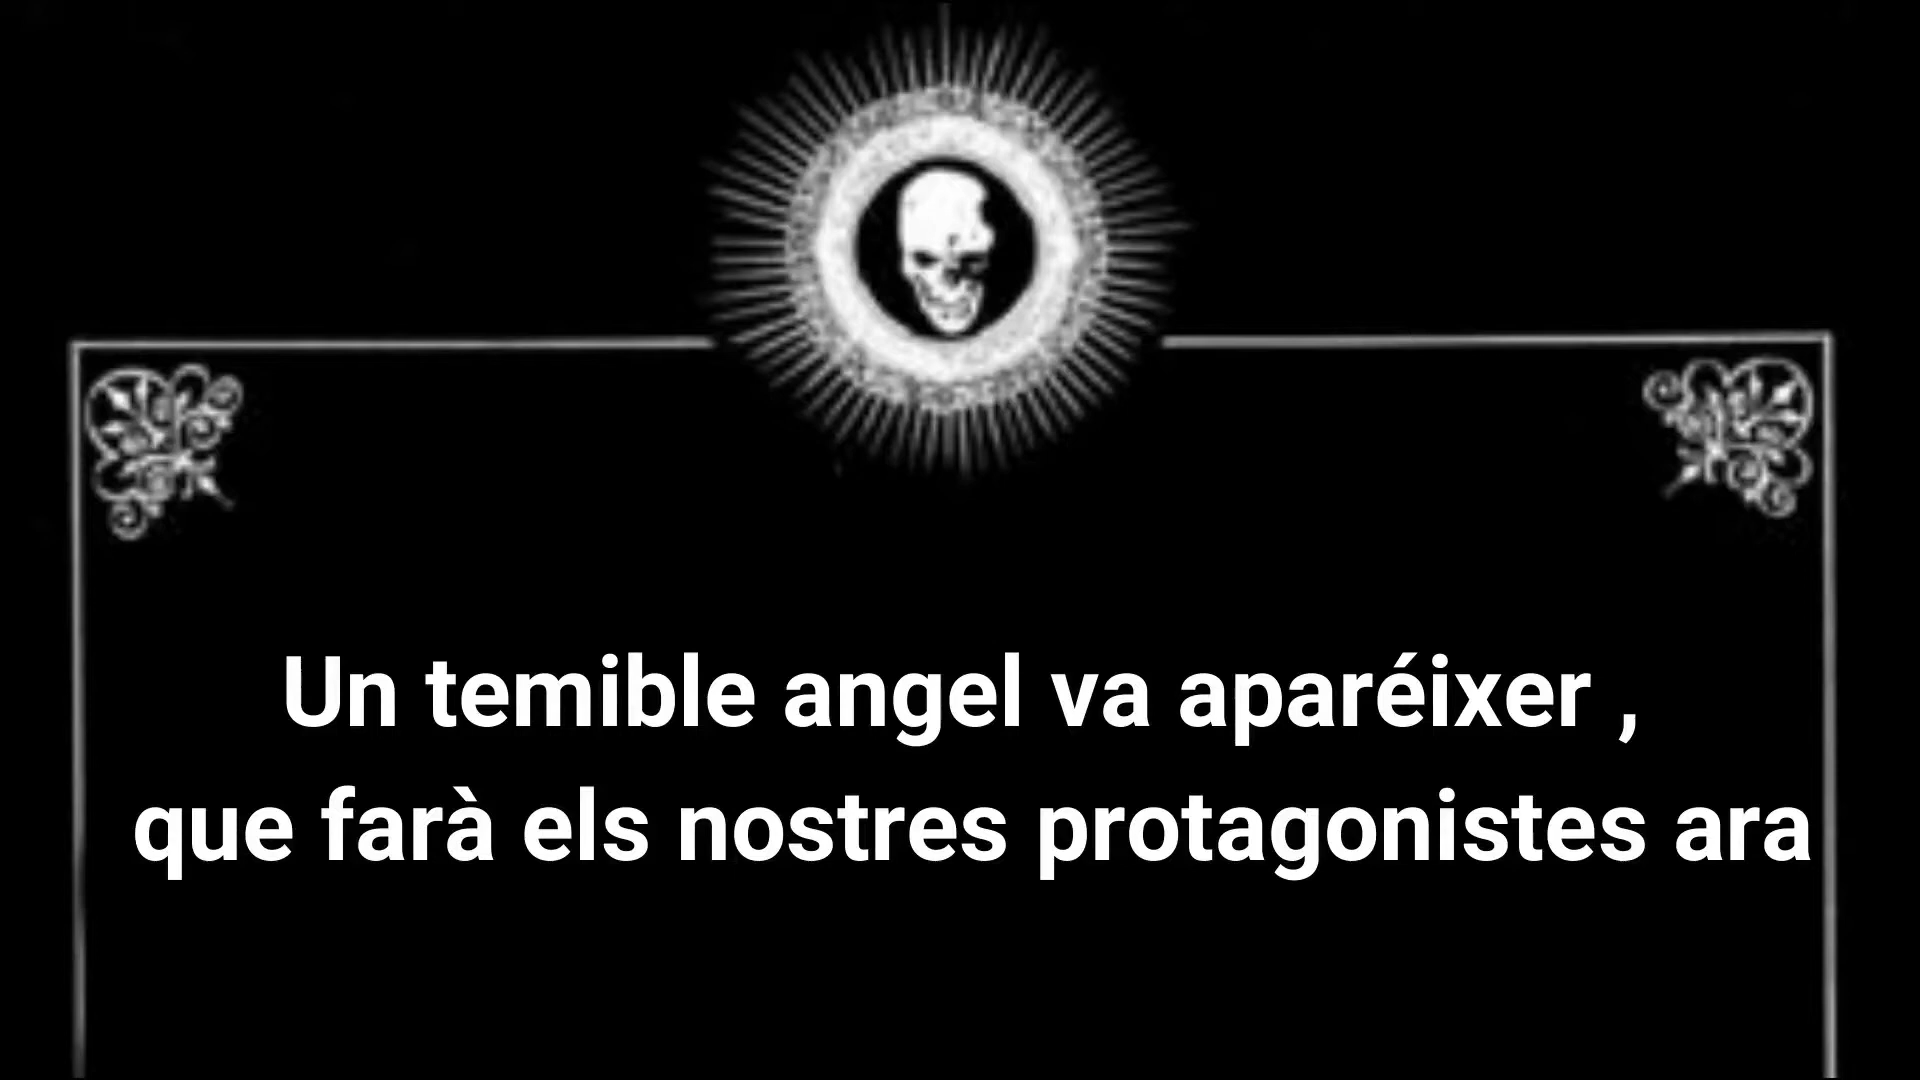 Un temible angel va aparéixer ,
que farà els nostres protagonistes ara